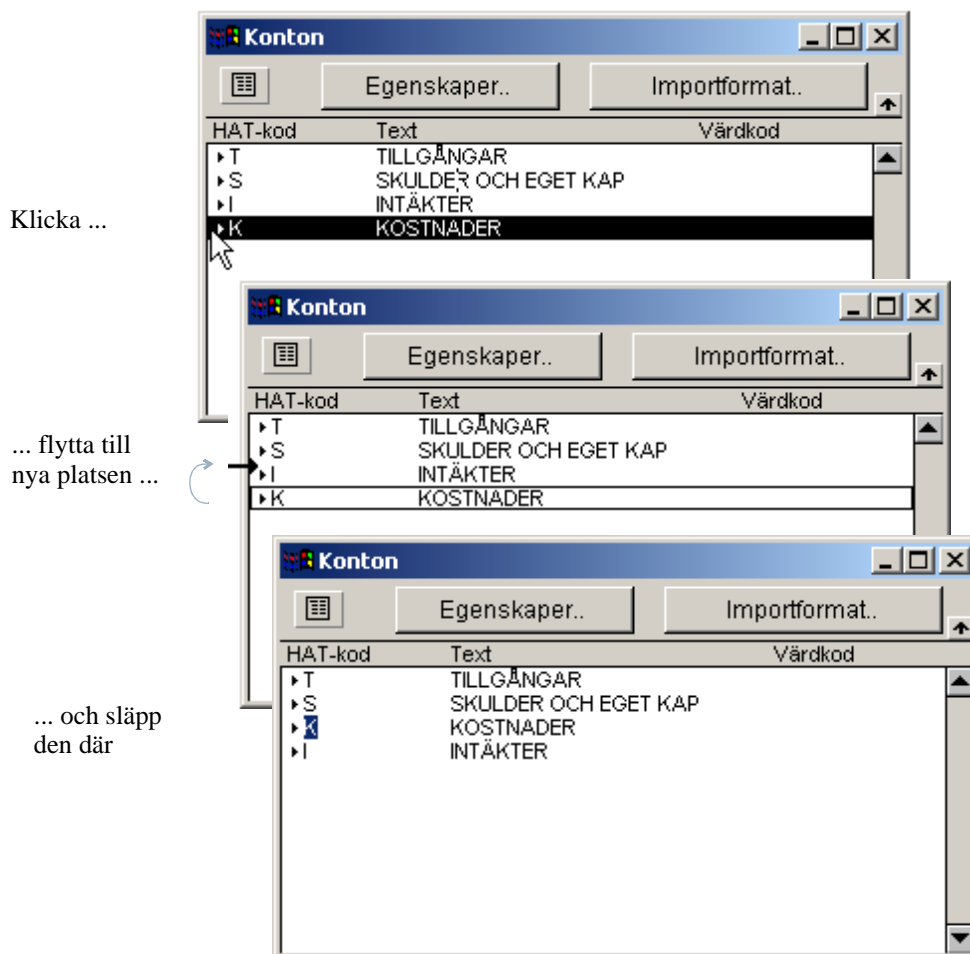 Konton
Egenskaper.. Importformat..
HAT-kod Text Värdkod
T TILLGÅNGAR
S SKULDER OCH EGET KAP
I INTÄKTER
K KOSTNADER
Klicka ...
Konton
Egenskaper.. Importformat..
HAT-kod Text Värdkod
T TILLGÅNGAR
S SKULDER OCH EGET KAP
I INTÄKTER
K KOSTNADER
... flytta till
nya platsen ...
Konton
Egenskaper.. Importformat..
HAT-kod Text Värdkod
T TILLGÅNGAR
S SKULDER OCH EGET KAP
K KOSTNADER
I INTÄKTER
... och släpp
den där